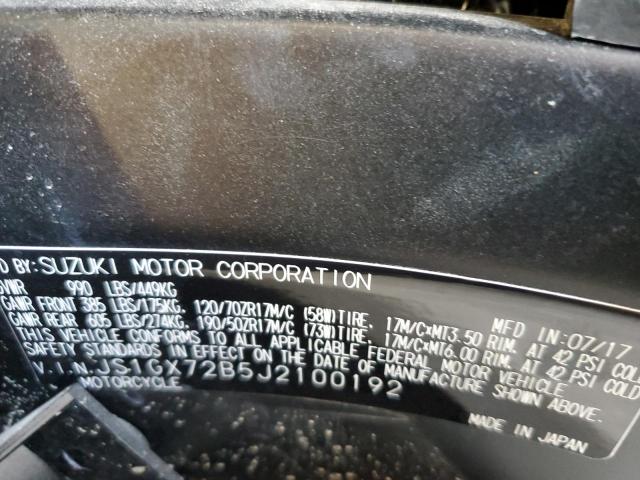 D BY: SUZUKI MOTOR CORPORATION MFD IN: 07/17
GVWR 990 LBS/449KG
GAWR FRONT 385 LBS/175KG, 120/70ZR17M/C (58W)TIRE, 17M/C×MT3.50 RIM. AT 42 PSI COLD
GAWR REAR 605 LBS/274KG, 190/50ZR17M/C (73W)TIRE, 17M/C×MT6.00 RIM. AT 42 PSI COLD
THIS VEHICLE CONFORMS TO ALL APPLICABLE FEDERAL MOTOR VEHICLE
SAFETY STANDARDS IN EFFECT ON THE DATE OF MANUFACTURE SHOWN ABOVE.
V.I.N. JS1GX72B5J2100192
MOTORCYCLE MADE IN JAPAN